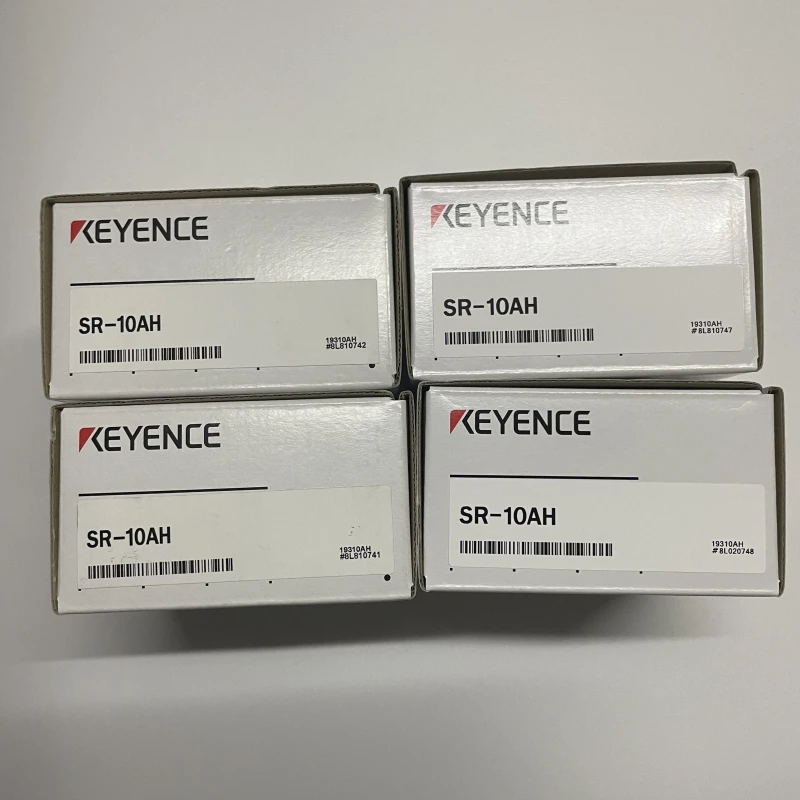 KEYENCE
SR-10AH
19310AH
#8L810742
KEYENCE
SR-10AH
19310AH
#8L810747
KEYENCE
SR-10AH
19310AH
#8L810741
KEYENCE
SR-10AH
19310AH
#8L020748